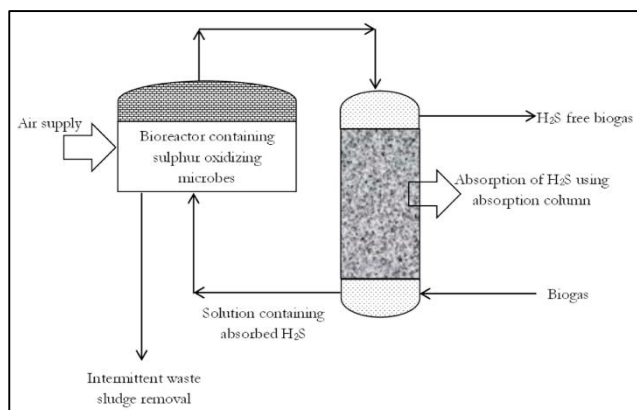 Air supply
Bioreactor containing
sulphur oxidizing
microbes
H₂S free biogas
Absorption of H₂S using
absorption column
Biogas
Solution containing
absorbed H₂S
Intermittent waste
sludge removal